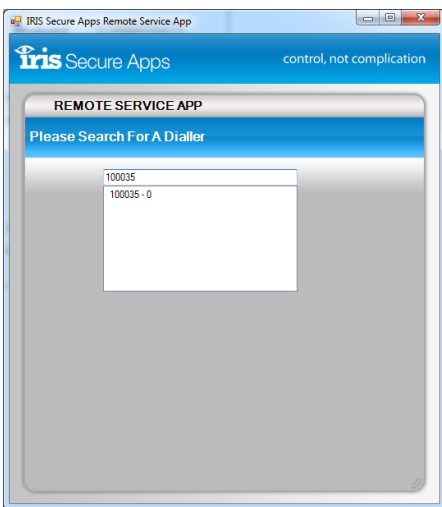 IRIS Secure Apps Remote Service App
iris Secure Apps
control, not complication
REMOTE SERVICE APP
Please Search For A Dialler
100035
100035 - 0